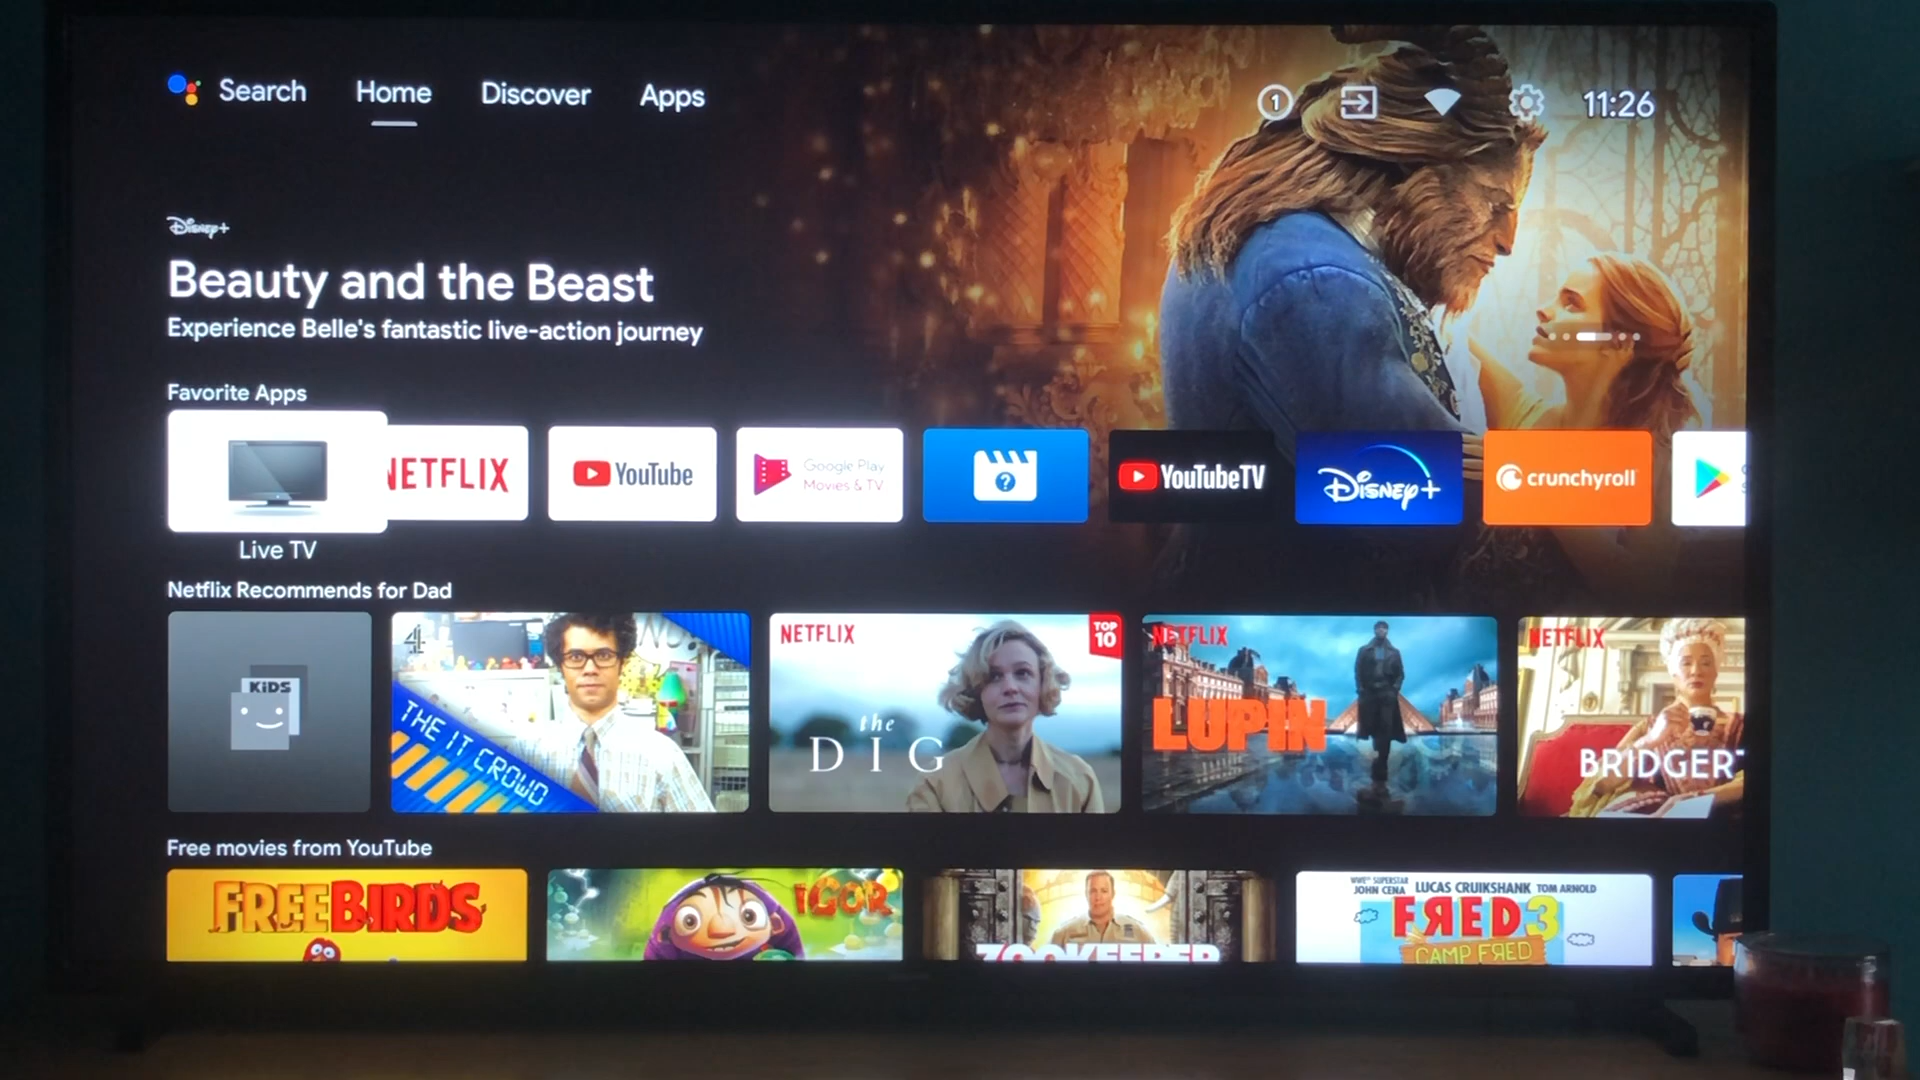 Search Home Discover Apps 1 11:26
Disney+
Beauty and the Beast
Experience Belle's fantastic live-action journey
Favorite Apps
NETFLIX YouTube Google Play Movies & TV ? YouTubeTV Disney+ crunchyroll
Live TV
Netflix Recommends for Dad
KiDS
4
THE IT CROWD
NETFLIX TOP 10
the
DIG
NETFLIX
LUPIN
NETFLIX
BRIDGERT
Free movies from YouTube
FREEBIRDS
IGOR
ZOOKEEPER
JOHN CENA LUCAS CRUIKSHANK TOM ARNOLD
FRED 3
CAMP FRED